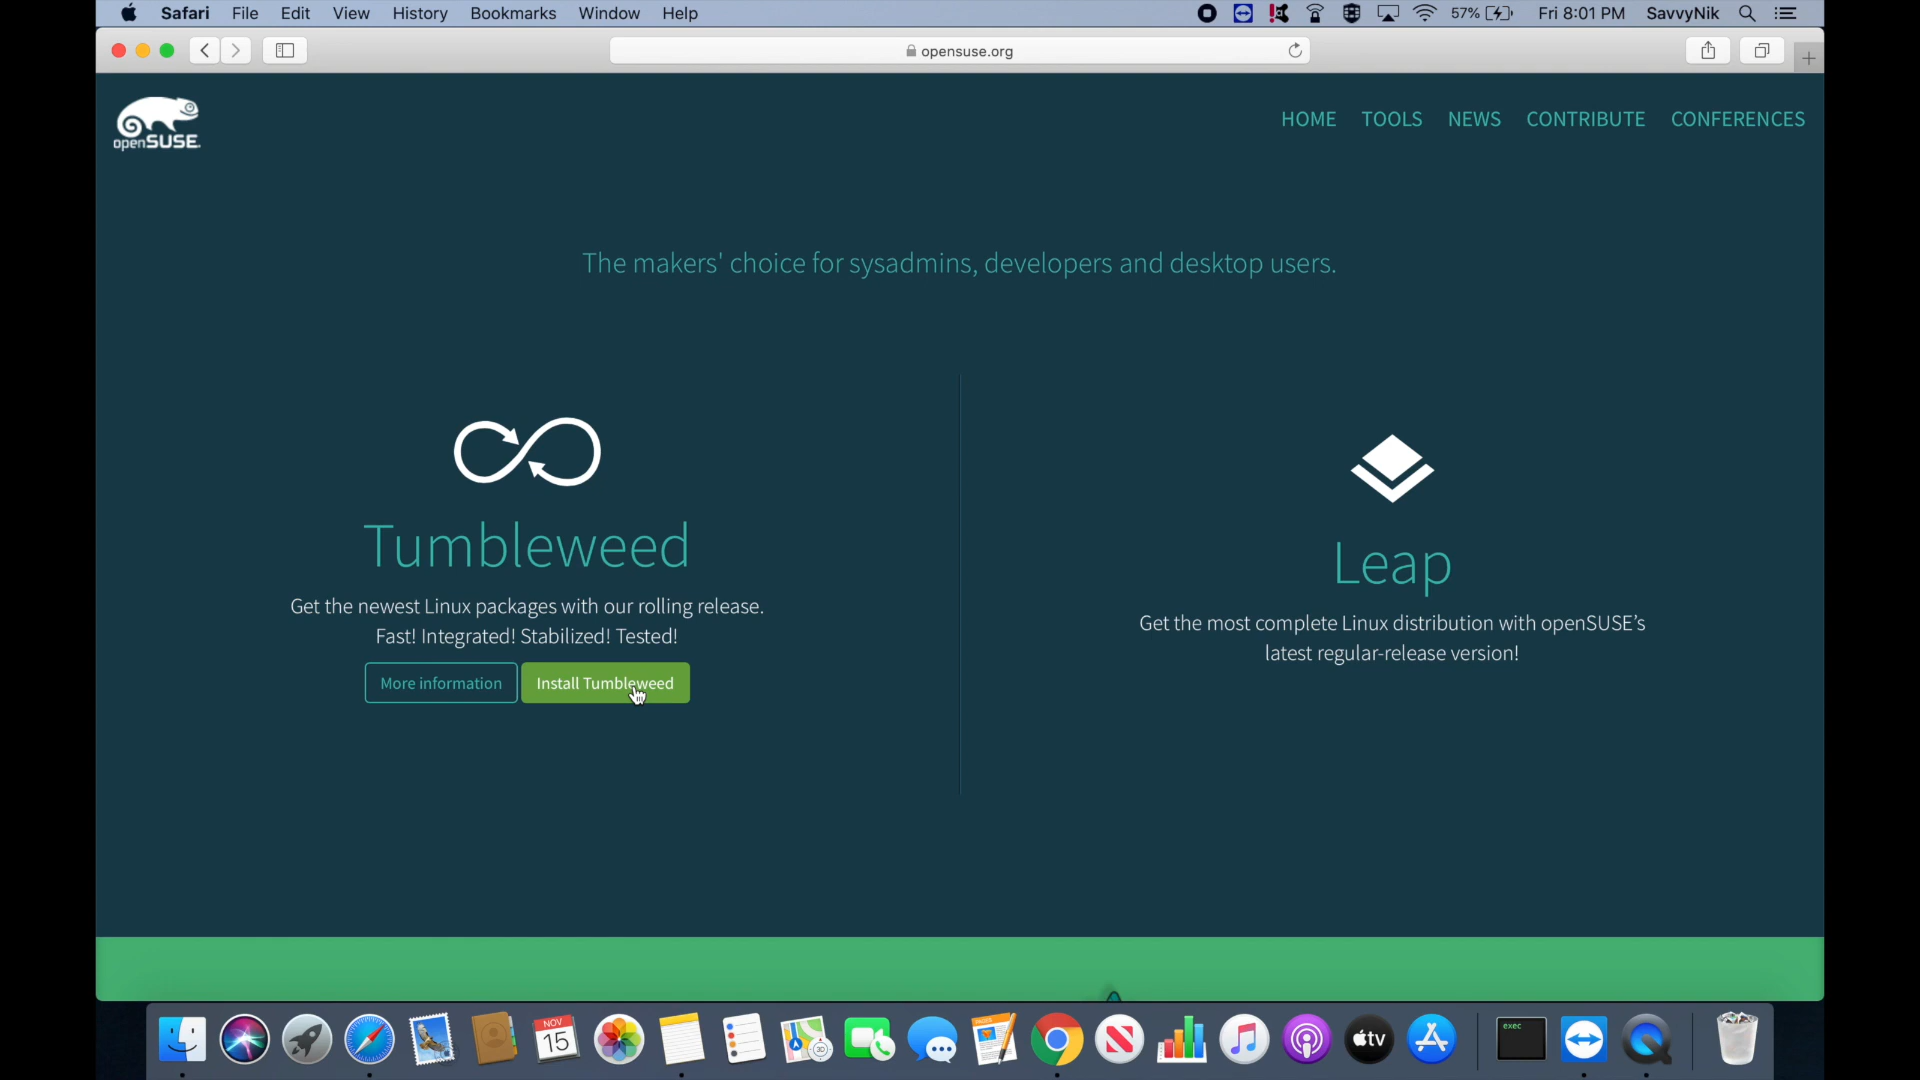 Safari File Edit View History Bookmarks Window Help 57% Fri 8:01 PM SavvyNik
opensuse.org
openSUSE.
HOME TOOLS NEWS CONTRIBUTE CONFERENCES
The makers' choice for sysadmins, developers and desktop users.
Tumbleweed
Get the newest Linux packages with our rolling release.
Fast! Integrated! Stabilized! Tested!
More information Install Tumbleweed
Leap
Get the most complete Linux distribution with openSUSE’s
latest regular-release version!
NOV
15
3D
PAGES
tv
exec